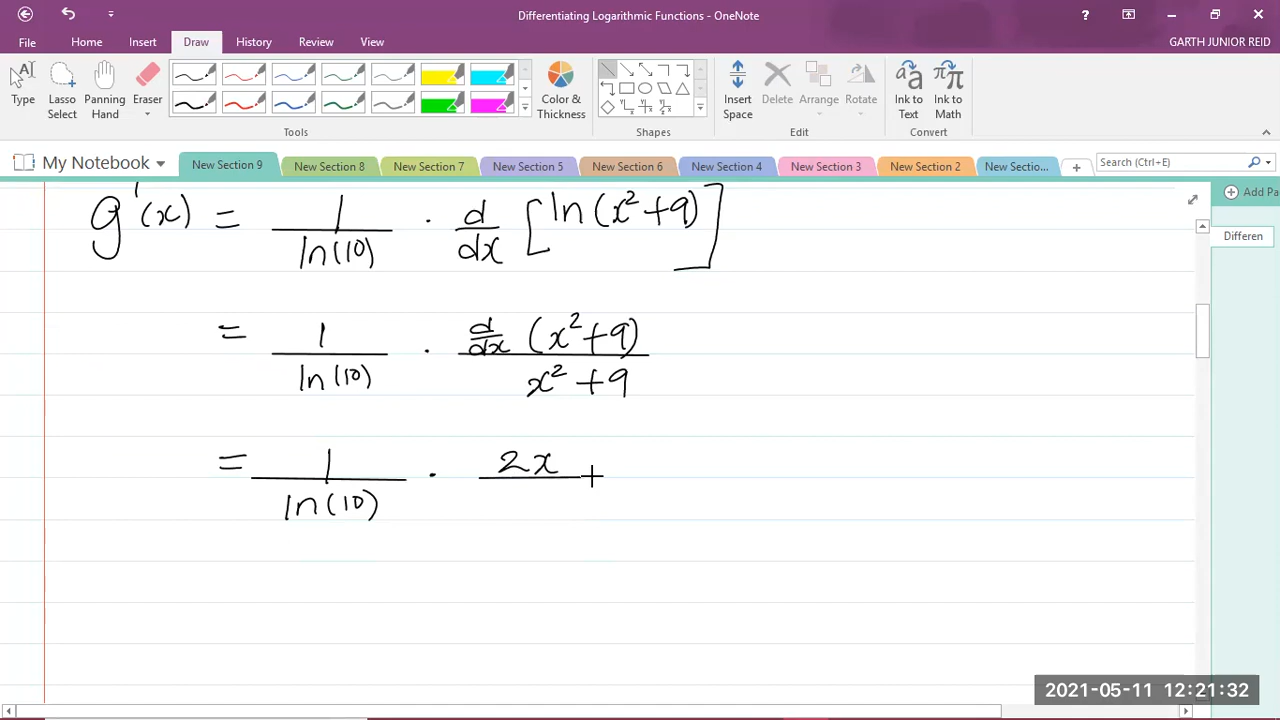 Differentiating Logarithmic Functions - OneNote
File Home Insert Draw History Review View
GARTH JUNIOR REID
Type Lasso Select Panning Hand Eraser
Color & Thickness
Insert Space Delete Arrange Rotate
Ink to Text Ink to Math
Tools Shapes Edit Convert
My Notebook New Section 9 New Section 8 New Section 7 New Section 5 New Section 6 New Section 4 New Section 3 New Section 2 New Sectio... Search (Ctrl+E)
Add Pa
Differen
g'(x) = 1/ln(10) · d/dx [ln(x²+9)]
= 1/ln(10) · d/dx (x²+9)/x²+9
= 1/ln(10) · 2x
2021-05-11 12:21:32